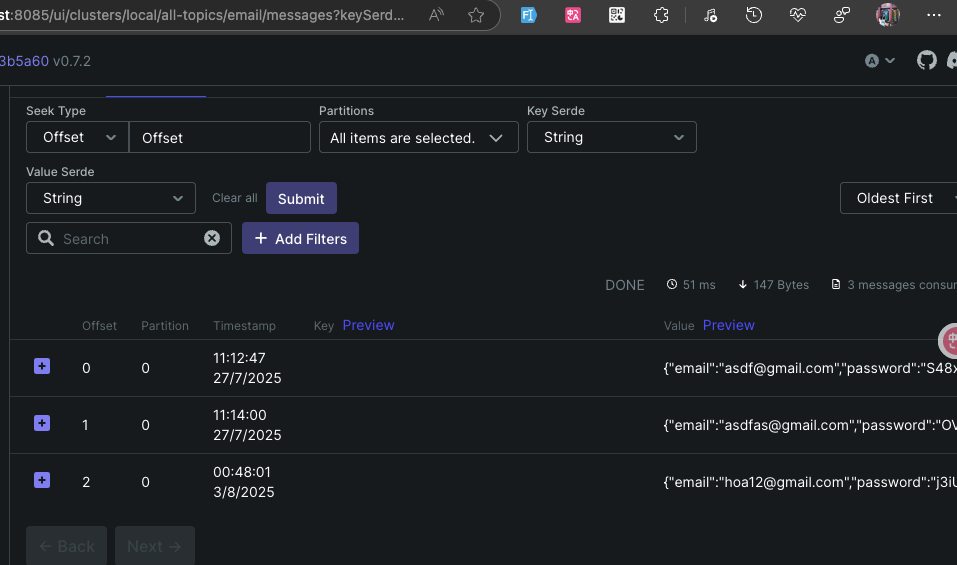 st:8085/ui/clusters/local/all-topics/email/messages?keySerd...
3b5a60 v0.7.2
A
Seek Type
Partitions
Key Serde
Offset
Offset
All items are selected.
String
Value Serde
String
Clear all
Submit
Oldest First
Search
+ Add Filters
DONE
51 ms
147 Bytes
3 messages consum
Offset
Partition
Timestamp
Key
Preview
Value
Preview
0
0
11:12:47
27/7/2025
{"email":"asdf@gmail.com","password":"S48x
1
0
11:14:00
27/7/2025
{"email":"asdfas@gmail.com","password":"OV
2
0
00:48:01
3/8/2025
{"email":"hoa12@gmail.com","password":"j3iU
← Back
Next →